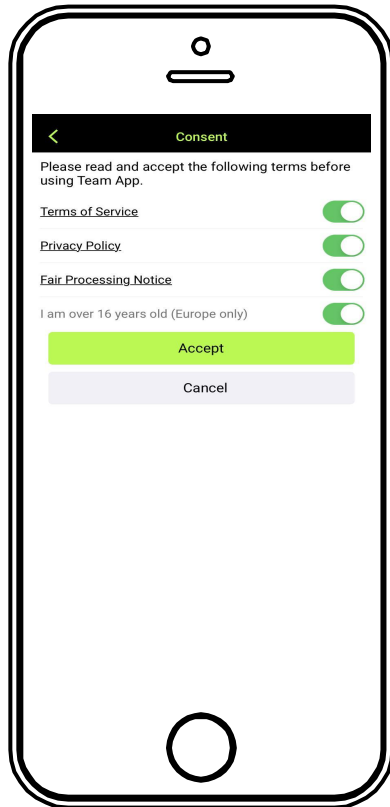 Consent
Please read and accept the following terms before
using Team App.
Terms of Service
Privacy Policy
Fair Processing Notice
I am over 16 years old (Europe only)
Accept
Cancel